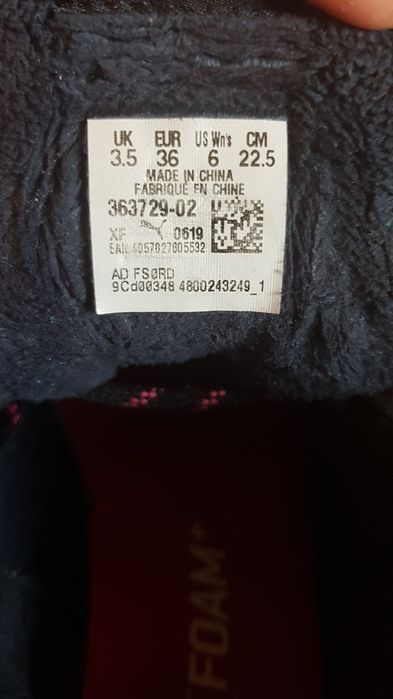 UK EUR US Wn's CM
3.5 36 6 22.5
MADE IN CHINA
FABRIQUÉ EN CHINE
363729-02
XF 0619
EAN:4057827605532
AD FSØRD
9Cd00348 4800243249_1
FOAM+